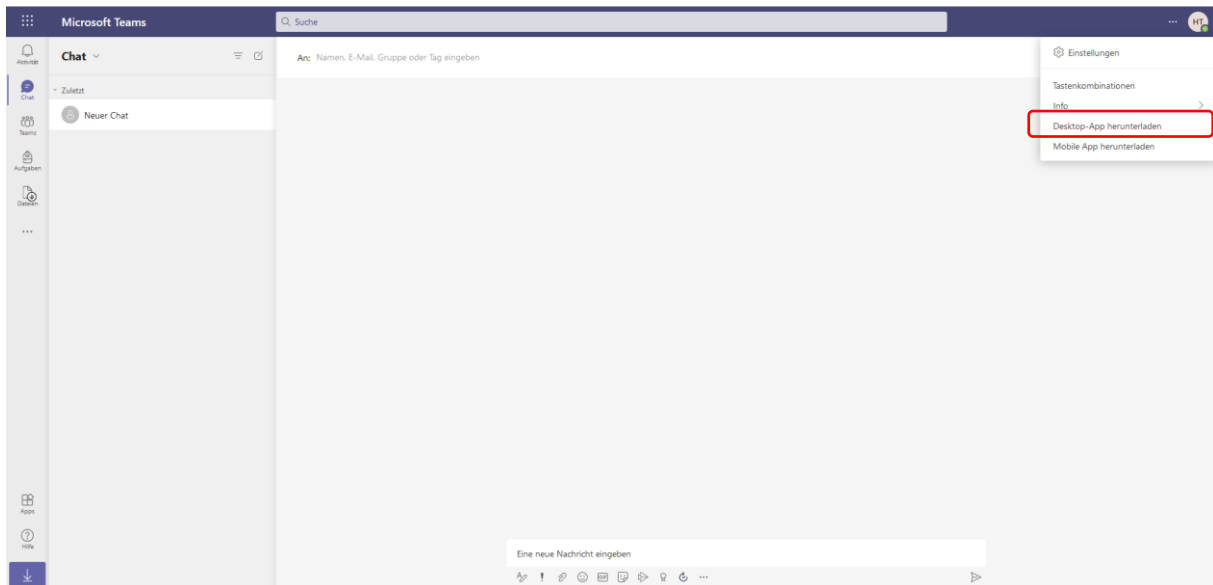 Microsoft Teams
Suche
HT
Aktivität
Chat
Teams
Aufgaben
Dateien
Apps
Hilfe
Chat
Zuletzt
Neuer Chat
An: Namen, E-Mail, Gruppe oder Tag eingeben
Einstellungen
Tastenkombinationen
Info
Desktop-App herunterladen
Mobile App herunterladen
Eine neue Nachricht eingeben
GIF